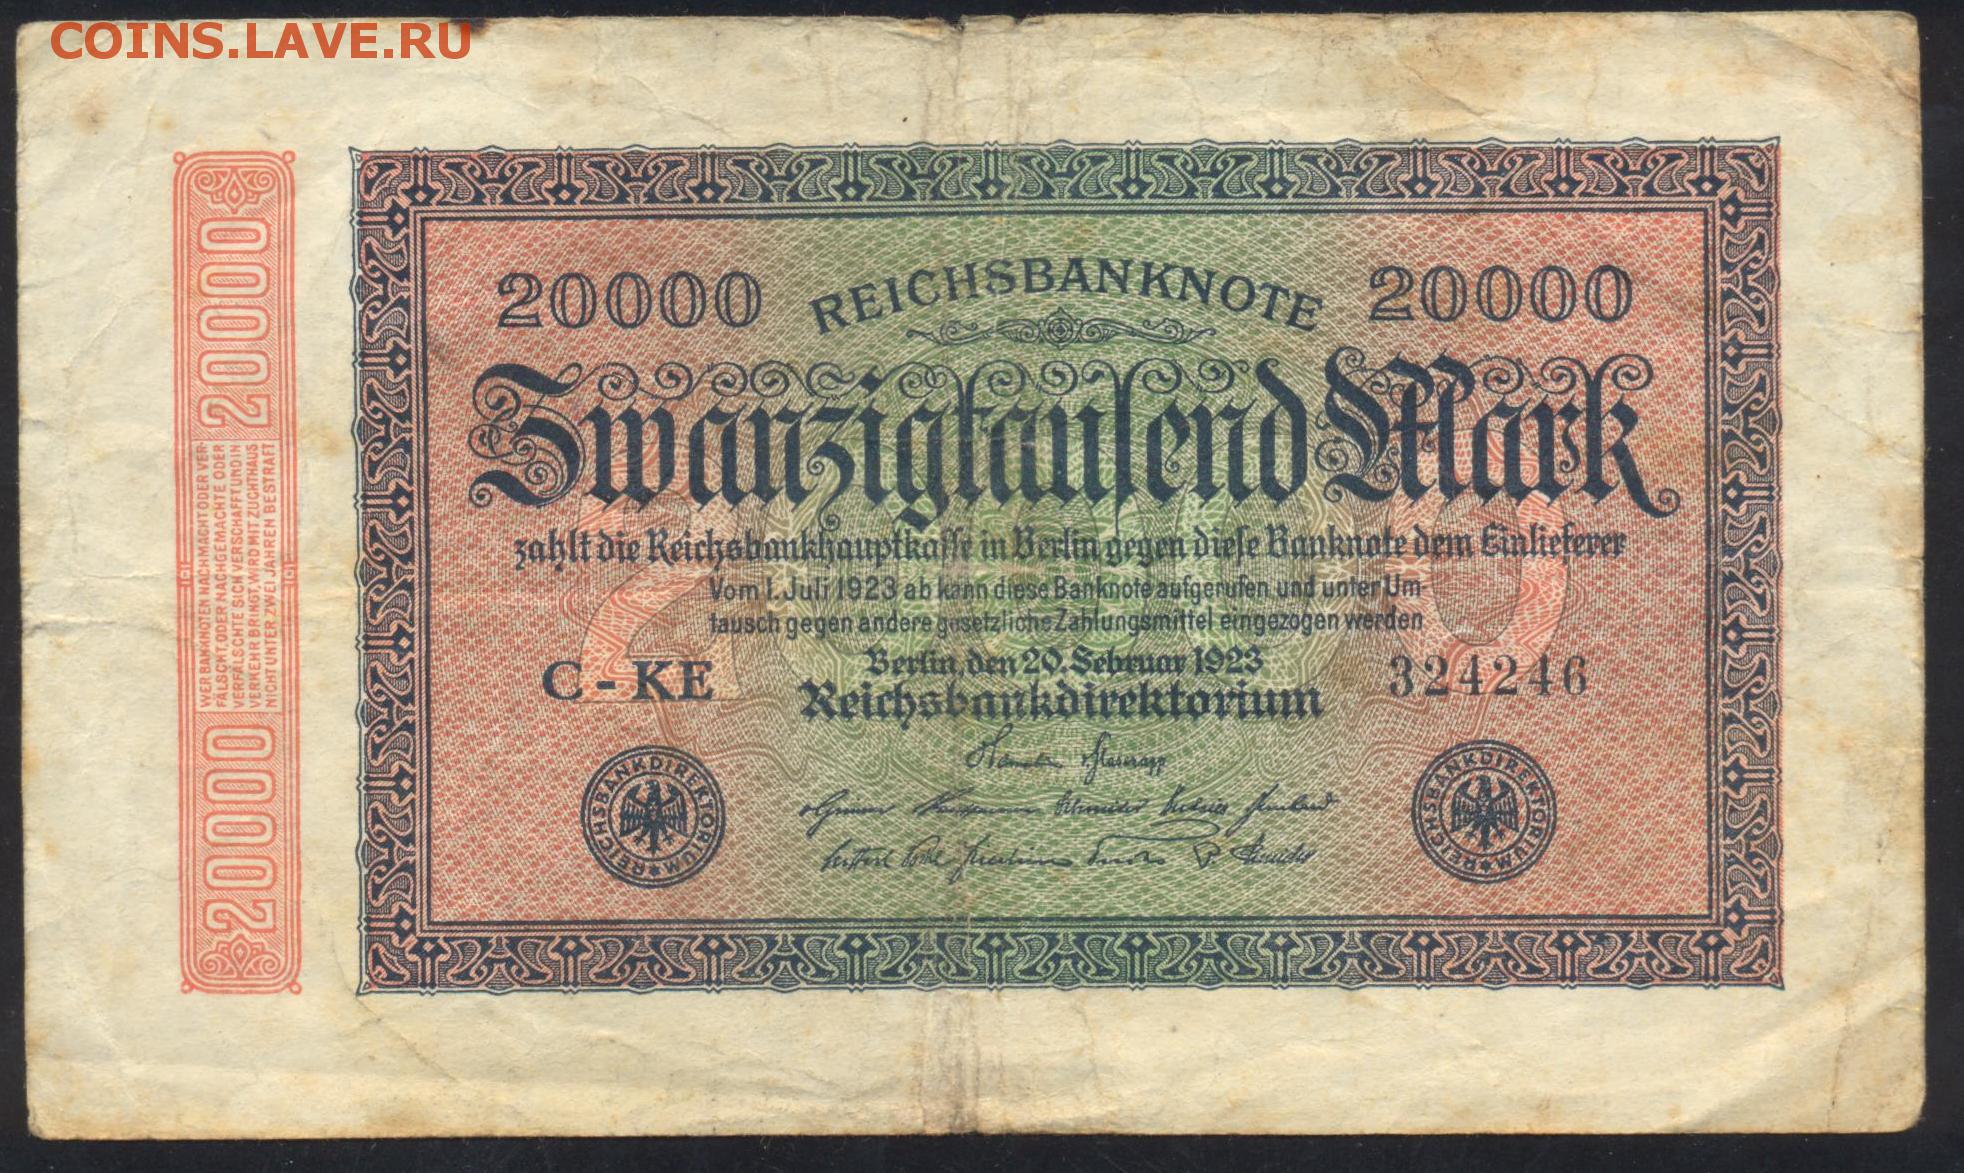 COINS.LAVE.RU
20000
WER BANKNOTEN NACHMACHT ODER VER-
FÄLSCHT, ODER NACHGEMACHTE ODER
VERFÄLSCHTE SICH VERSCHAFFT UND IN
VERKEHR BRINGT, WIRD MIT ZUCHTHAUS
NICHT UNTER ZWEI JAHREN BESTRAFT
20000
20000 REICHSBANKNOTE 20000
Zwanzigtausend Mark
zahlt die Reichsbankhauptkasse in Berlin gegen diese Banknote dem Einlieferer
Vom 1. Juli 1923 ab kann diese Banknote aufgerufen und unter Um
tausch gegen andere gesetzliche Zahlungsmittel eingezogen werden
C-KE Berlin, den 20. Februar 1923 324246
Reichsbankdirektorium
REICHSBANKDIREKTORIUM
REICHSBANKDIREKTORIUM